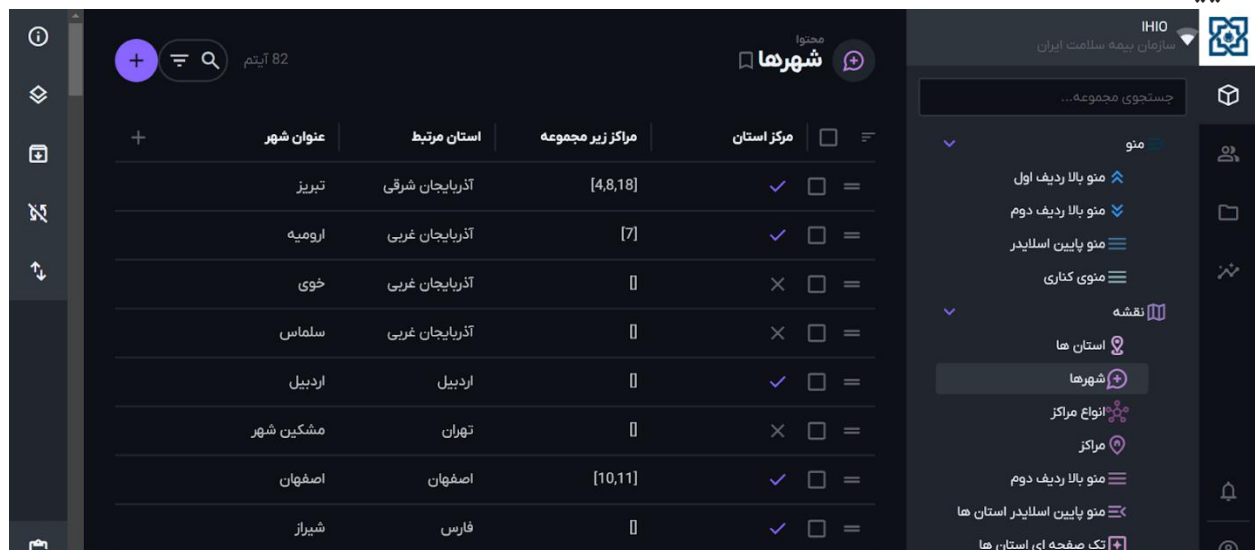 IHIO
سازمان بیمه سلامت ایران
جستجوی مجموعه...
منو
منو بالا ردیف اول
منو بالا ردیف دوم
منو پایین اسلایدر
منوی کناری
نقشه
استان ها
شهرها
انواع مراکز
مراکز
منو بالا ردیف دوم
منو پایین اسلایدر استان ها
تک صفحه ای استان ها
محتوا
شهرها
82 آیتم
مرکز استان مراکز زیر مجموعه استان مرتبط عنوان شهر
[4,8,18] آذربایجان شرقی تبریز
[7] آذربایجان غربی ارومیه
[] آذربایجان غربی خوی
[] آذربایجان غربی سلماس
[] اردبیل اردبیل
[] تهران مشکین شهر
[10,11] اصفهان اصفهان
[] فارس شیراز